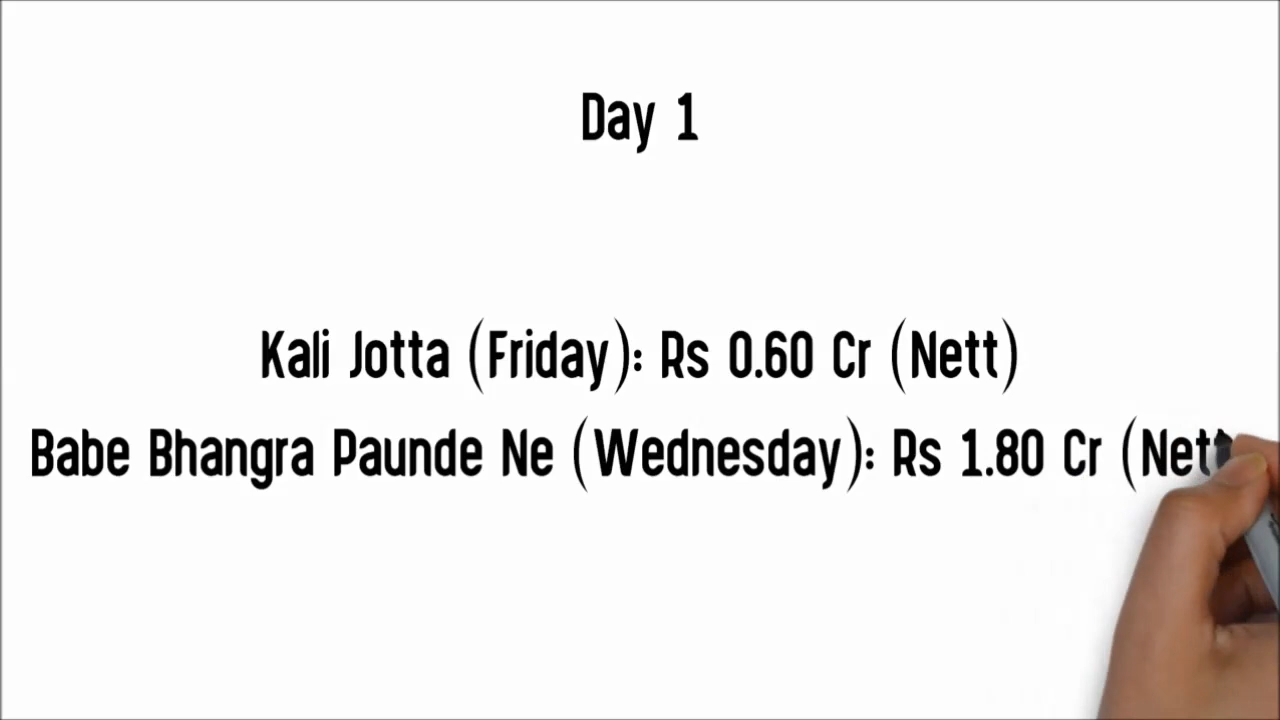 Day 1
Kali Jotta (Friday): Rs 0.60 Cr (Nett)
Babe Bhangra Paunde Ne (Wednesday): Rs 1.80 Cr (Nett